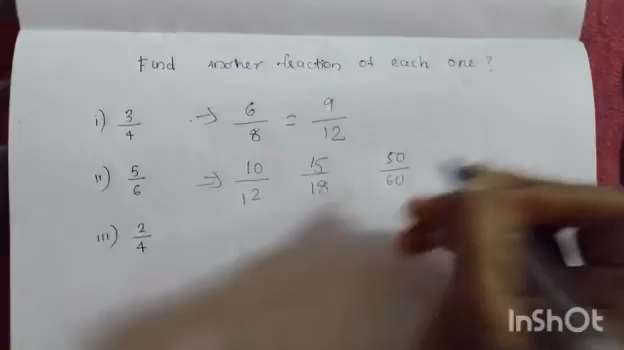 Find another fraction of each one?
i) 3/4 → 6/8 = 9/12
ii) 5/6 → 10/12 15/18 50/60
iii) 2/4
InShOt